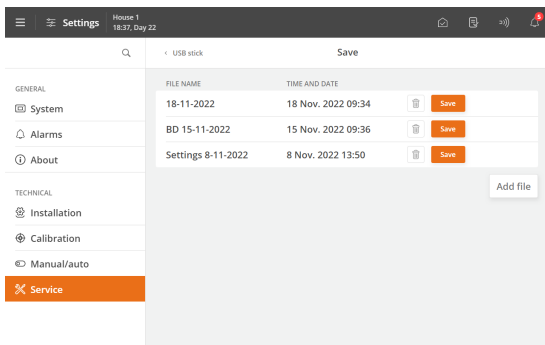 Settings
House 1
18:37, Day 22
5
USB stick
Save
GENERAL
System
Alarms
About
TECHNICAL
Installation
Calibration
Manual/auto
Service
FILE NAME TIME AND DATE
18-11-2022 18 Nov. 2022 09:34 Save
BD 15-11-2022 15 Nov. 2022 09:36 Save
Settings 8-11-2022 8 Nov. 2022 13:50 Save
Add file